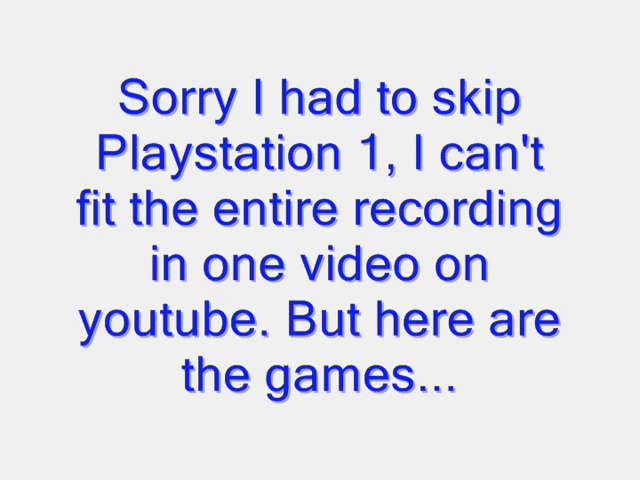 Sorry I had to skip
Playstation 1, I can't
fit the entire recording
in one video on
youtube. But here are
the games...